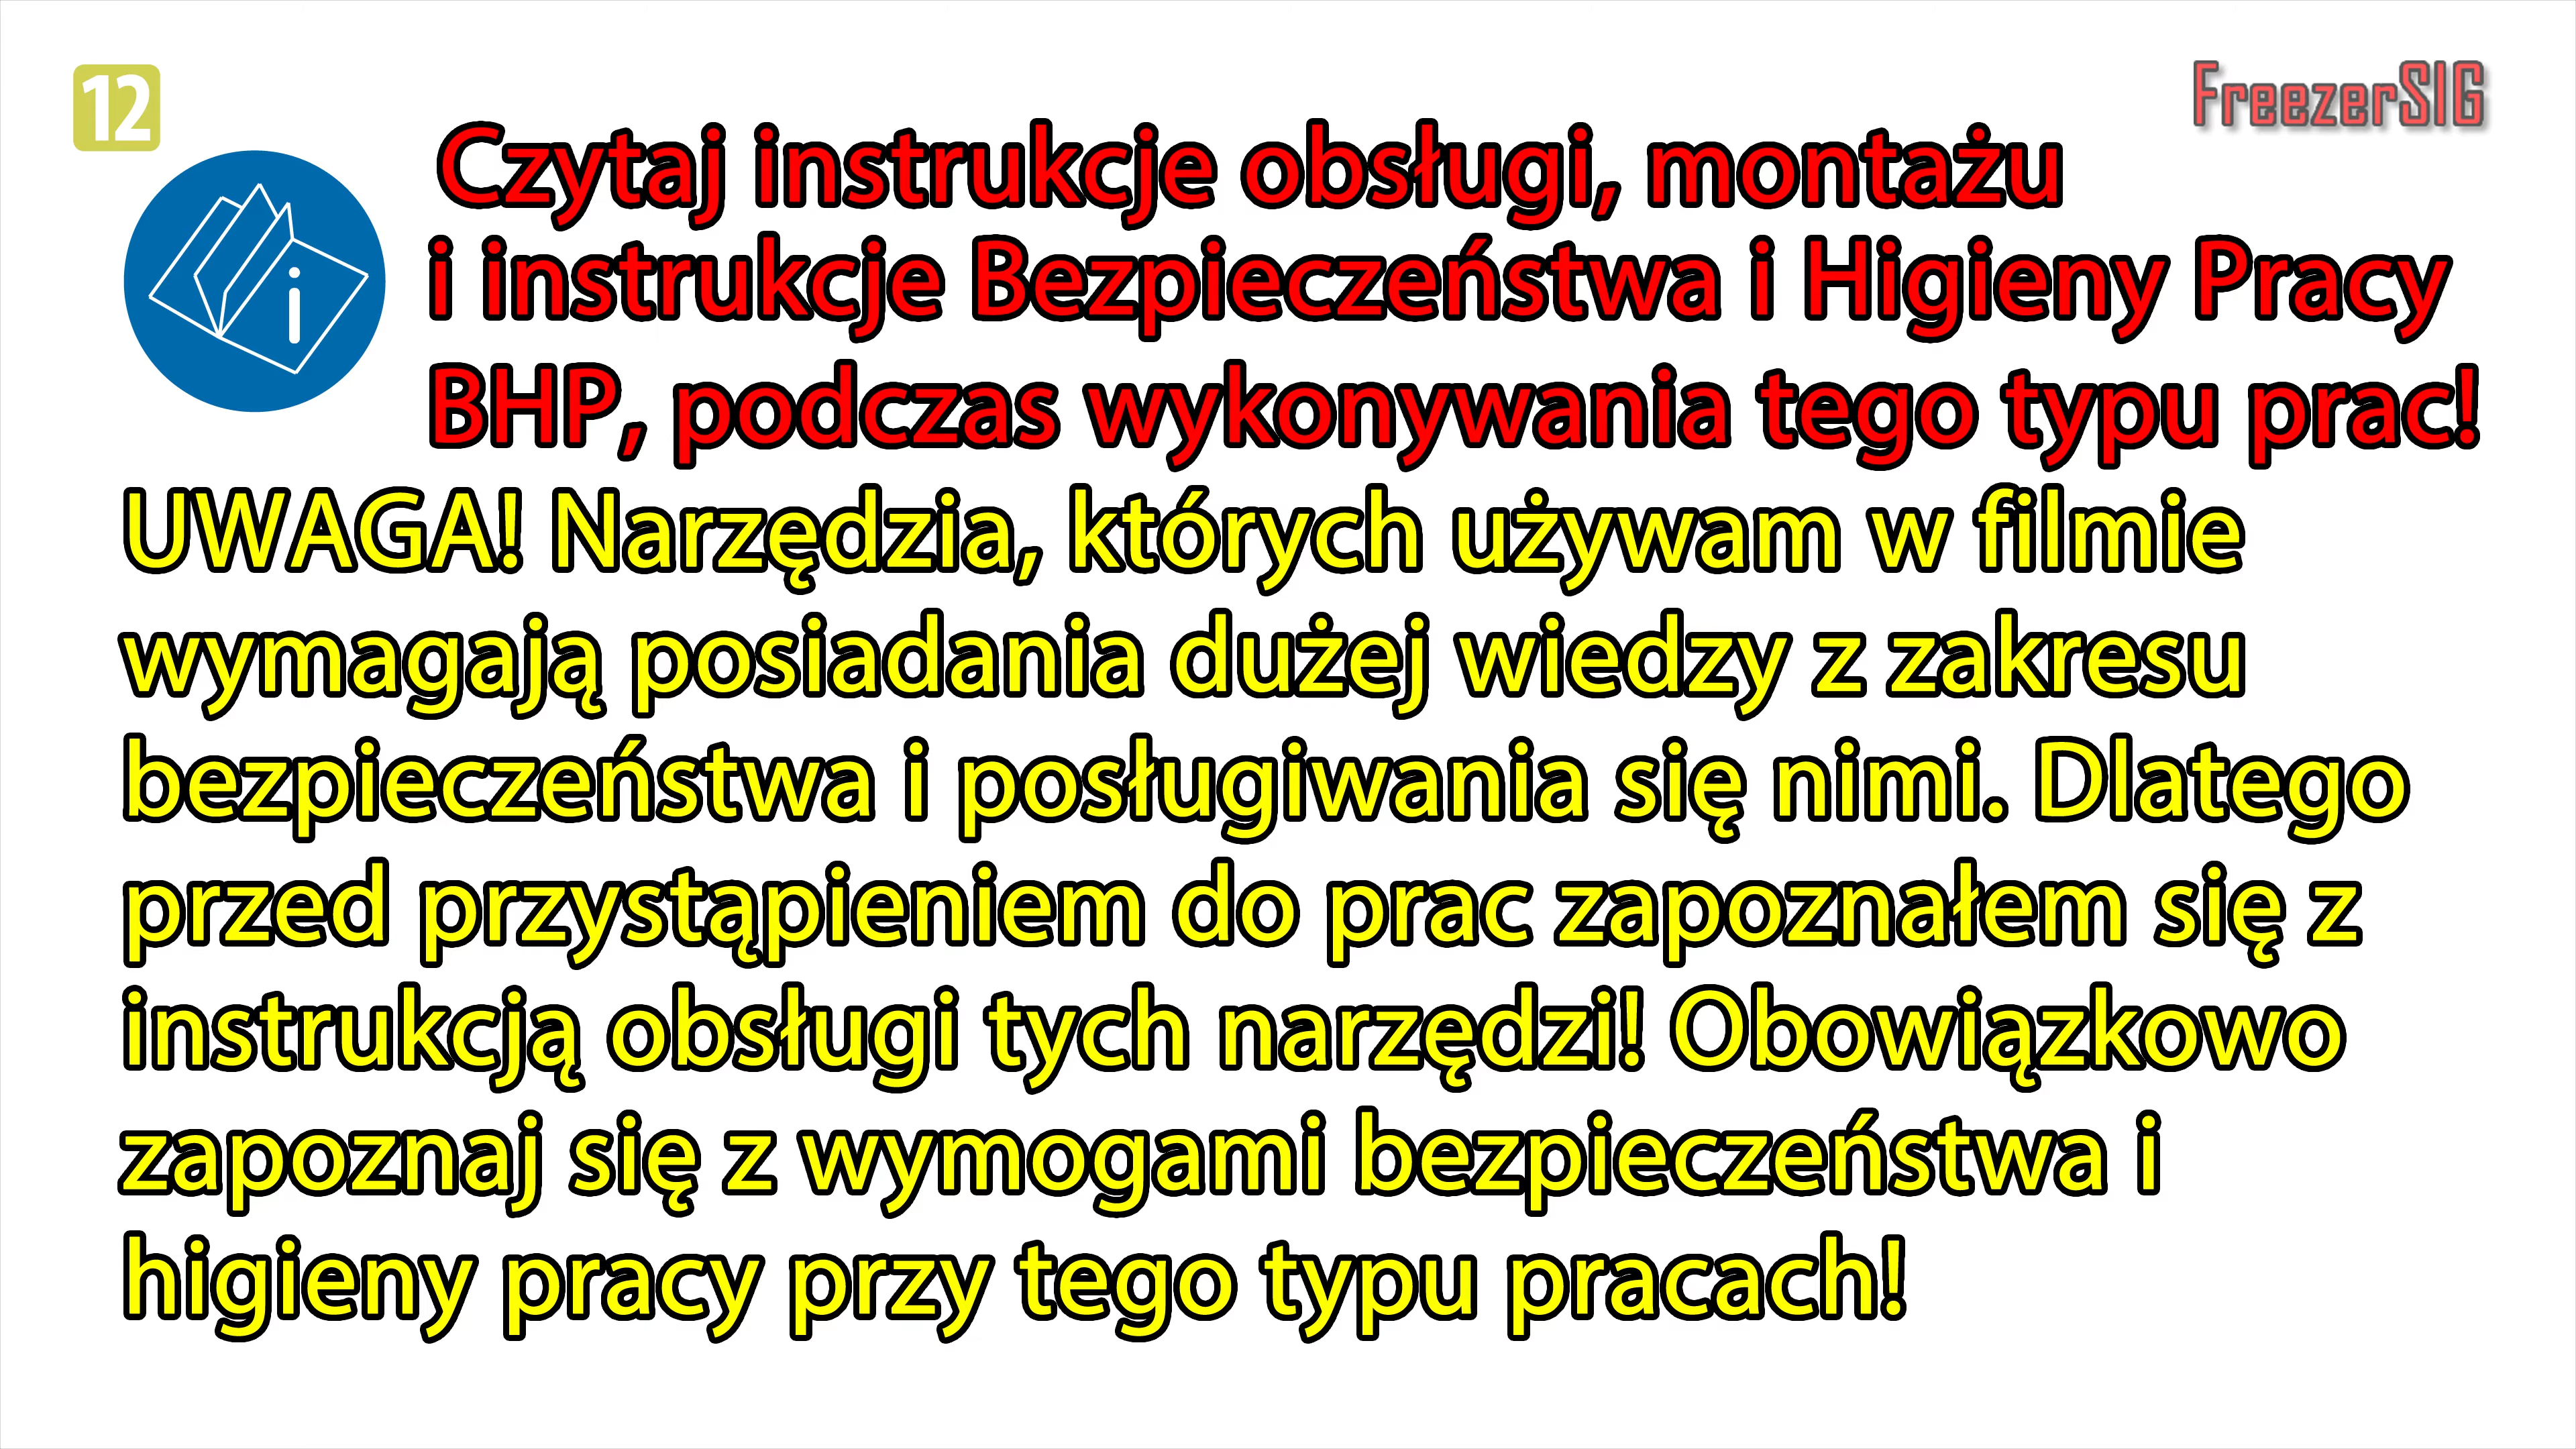 12
FreezerSIG
Czytaj instrukcje obsługi, montażu
i instrukcje Bezpieczeństwa i Higieny Pracy
BHP, podczas wykonywania tego typu prac!
UWAGA! Narzędzia, których używam w filmie
wymagają posiadania dużej wiedzy z zakresu
bezpieczeństwa i posługiwania się nimi. Dlatego
przed przystąpieniem do prac zapoznałem się z
instrukcją obsługi tych narzędzi! Obowiązkowo
zapoznaj się z wymogami bezpieczeństwa i
higieny pracy przy tego typu pracach!
i